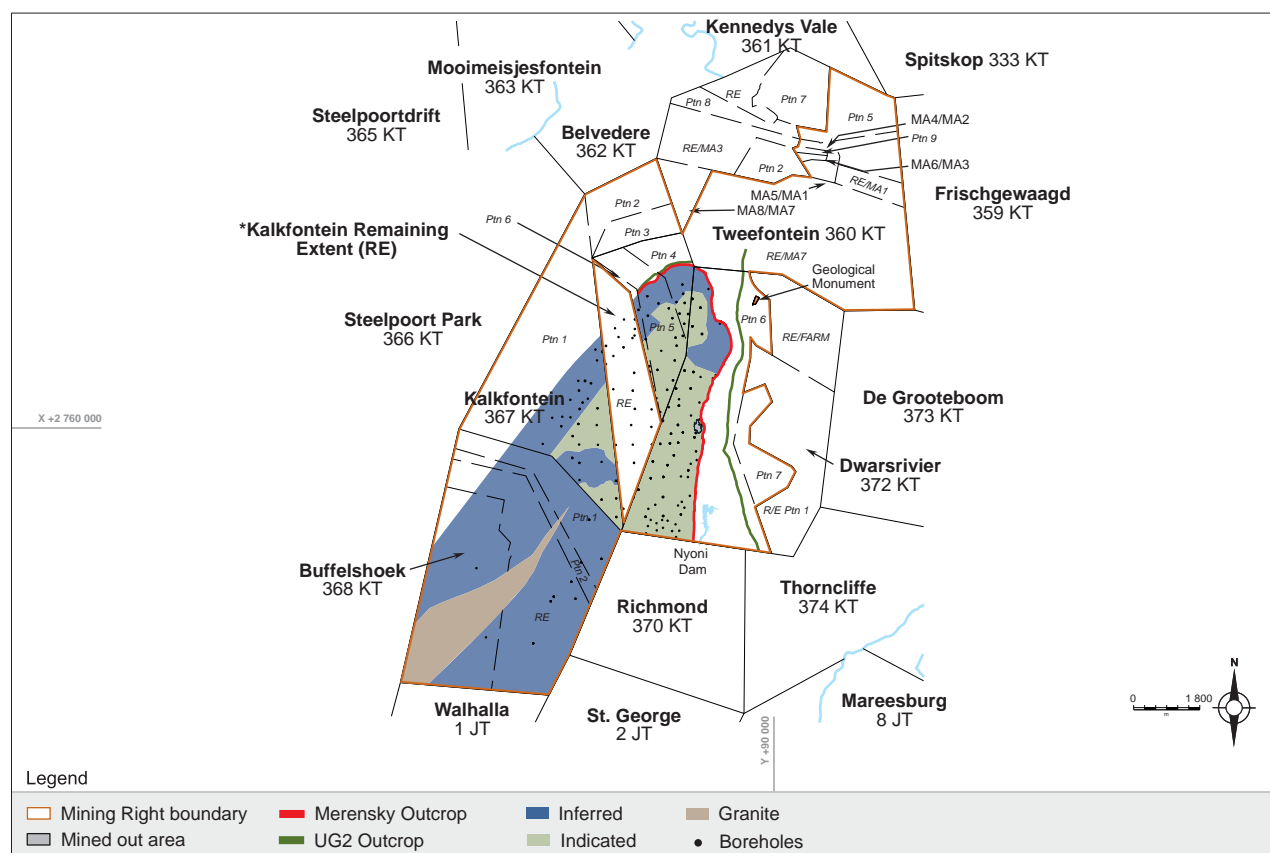 Kennedys Vale
361 KT
Spitskop 333 KT
Mooimeisjesfontein
363 KT
Steelpoortdrift
365 KT
Belvedere
362 KT
Ptn 8
RE
Ptn 7
Ptn 5
MA4/MA2
Ptn 9
MA6/MA3
RE/MA3
Ptn 2
RE/MA1
MA5/MA1
MA8/MA7
Frischgewaagd
359 KT
Ptn 2
Ptn 6
Ptn 3
*Kalkfontein Remaining
Extent (RE)
Tweefontein 360 KT
Ptn 4
RE/MA7
Geological
Monument
Steelpoort Park
366 KT
Ptn 1
Ptn 5
Ptn 6
RE/FARM
Kalkfontein
367 KT
RE
De Grooteboom
373 KT
X +2 760 000
Dwarsrivier
372 KT
Ptn 7
R/E Ptn 1
Ptn 1
Ptn 2
Nyoni
Dam
Buffelshoek
368 KT
RE
Richmond
370 KT
Thorncliffe
374 KT
Walhalla
1 JT
St. George
2 JT
Y +90 000
Mareesburg
8 JT
0 1 800
m
N
Legend
Mining Right boundary
Merensky Outcrop
Inferred
Granite
Mined out area
UG2 Outcrop
Indicated
Boreholes